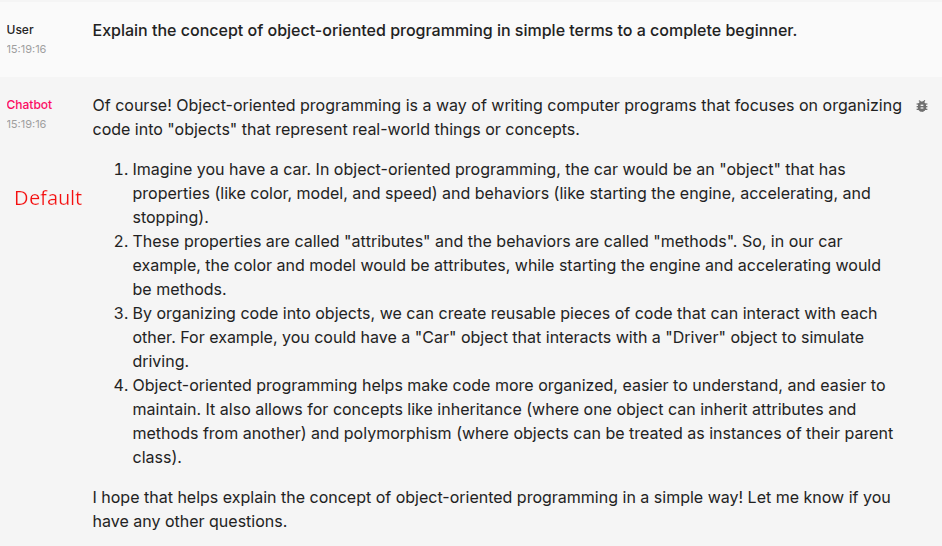 User
15:19:16
Explain the concept of object-oriented programming in simple terms to a complete beginner.
Chatbot
15:19:16
Of course! Object-oriented programming is a way of writing computer programs that focuses on organizing
code into "objects" that represent real-world things or concepts.
Default
1. Imagine you have a car. In object-oriented programming, the car would be an "object" that has
properties (like color, model, and speed) and behaviors (like starting the engine, accelerating, and
stopping).
2. These properties are called "attributes" and the behaviors are called "methods". So, in our car
example, the color and model would be attributes, while starting the engine and accelerating would
be methods.
3. By organizing code into objects, we can create reusable pieces of code that can interact with each
other. For example, you could have a "Car" object that interacts with a "Driver" object to simulate
driving.
4. Object-oriented programming helps make code more organized, easier to understand, and easier to
maintain. It also allows for concepts like inheritance (where one object can inherit attributes and
methods from another) and polymorphism (where objects can be treated as instances of their parent
class).
I hope that helps explain the concept of object-oriented programming in a simple way! Let me know if you
have any other questions.